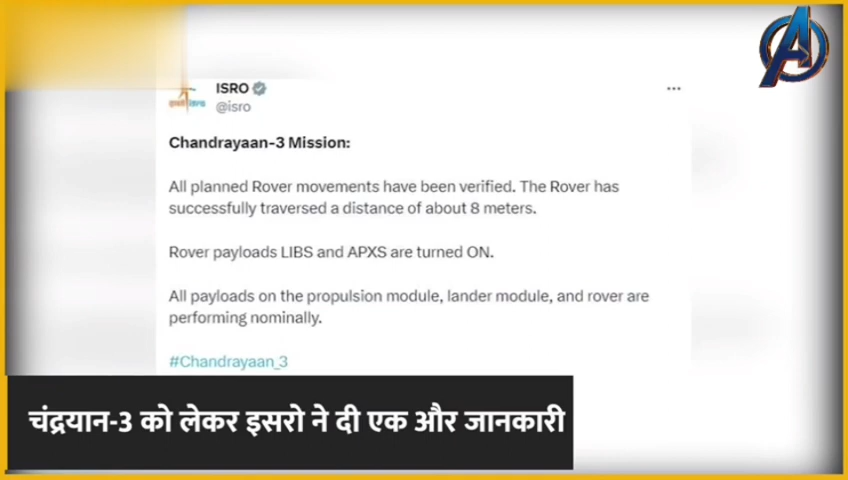 ISRO
@isro
Chandrayaan-3 Mission:
All planned Rover movements have been verified. The Rover has
successfully traversed a distance of about 8 meters.
Rover payloads LIBS and APXS are turned ON.
All payloads on the propulsion module, lander module, and rover are
performing nominally.
#Chandrayaan_3
चंद्रयान-3 को लेकर इसरो ने दी एक और जानकारी